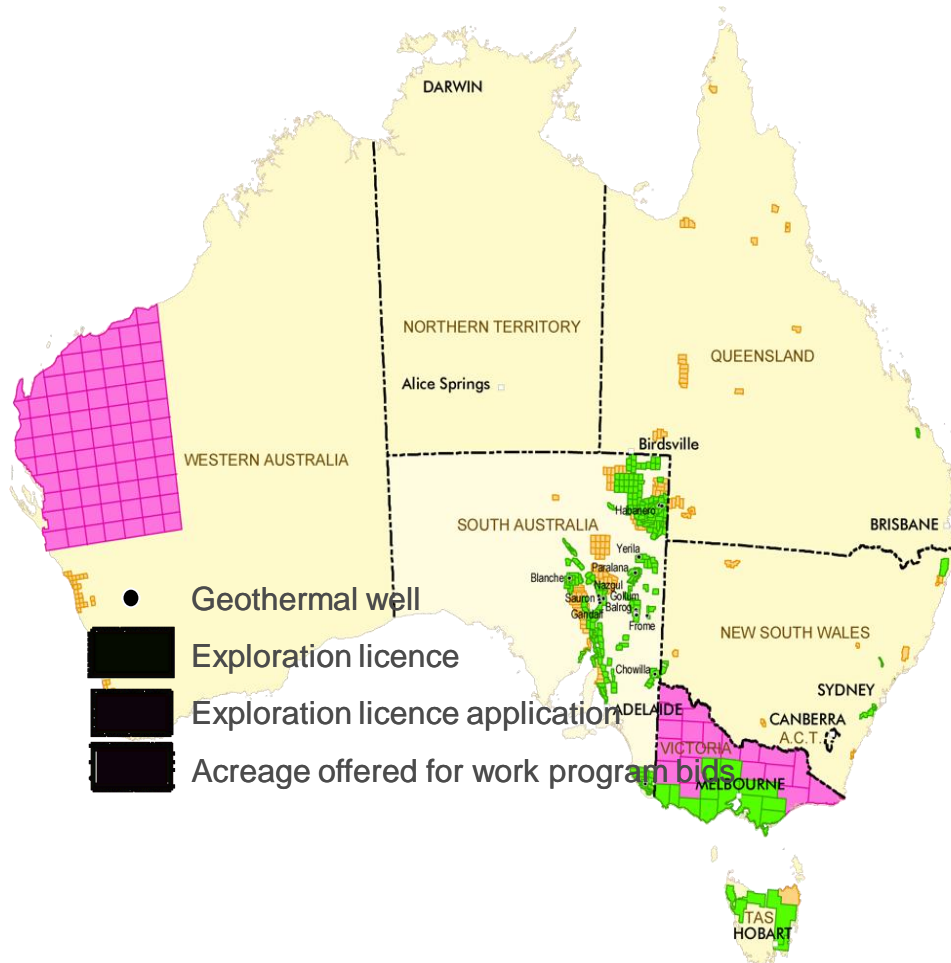 DARWIN
NORTHERN TERRITORY
QUEENSLAND
Alice Springs
Birdsville
WESTERN AUSTRALIA
Habanero
SOUTH AUSTRALIA
BRISBANE
Yerila
Paralana
Blanche
Nazgul
Sauron
Gollum
Balrog
Gandalf
Frome
Geothermal well
NEW SOUTH WALES
Exploration licence
Chowilla
SYDNEY
Exploration licence application
ADELAIDE
CANBERRA
A.C.T.
VICTORIA
Acreage offered for work program bids
MELBOURNE
TAS
HOBART